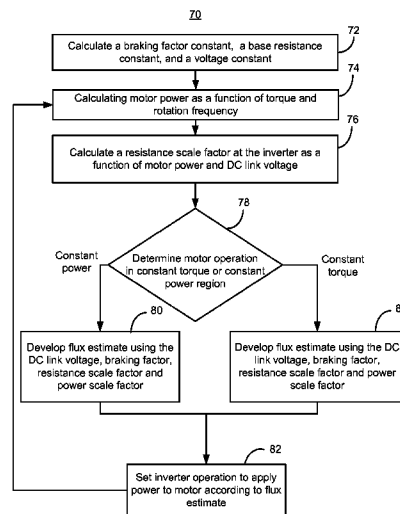 70
Calculate a braking factor constant, a base resistance
constant, and a voltage constant
72
Calculating motor power as a function of torque and
rotation frequency
74
Calculate a resistance scale factor at the inverter as a
function of motor power and DC link voltage
76
78
Determine motor operation
in constant torque or constant
power region
Constant
power
Constant
torque
80
Develop flux estimate using the
DC link voltage, braking factor,
resistance scale factor and power
scale factor
Develop flux estimate using the DC
link voltage, braking factor,
resistance scale factor and power
scale factor
82
Set inverter operation to apply
power to motor according to flux
estimate